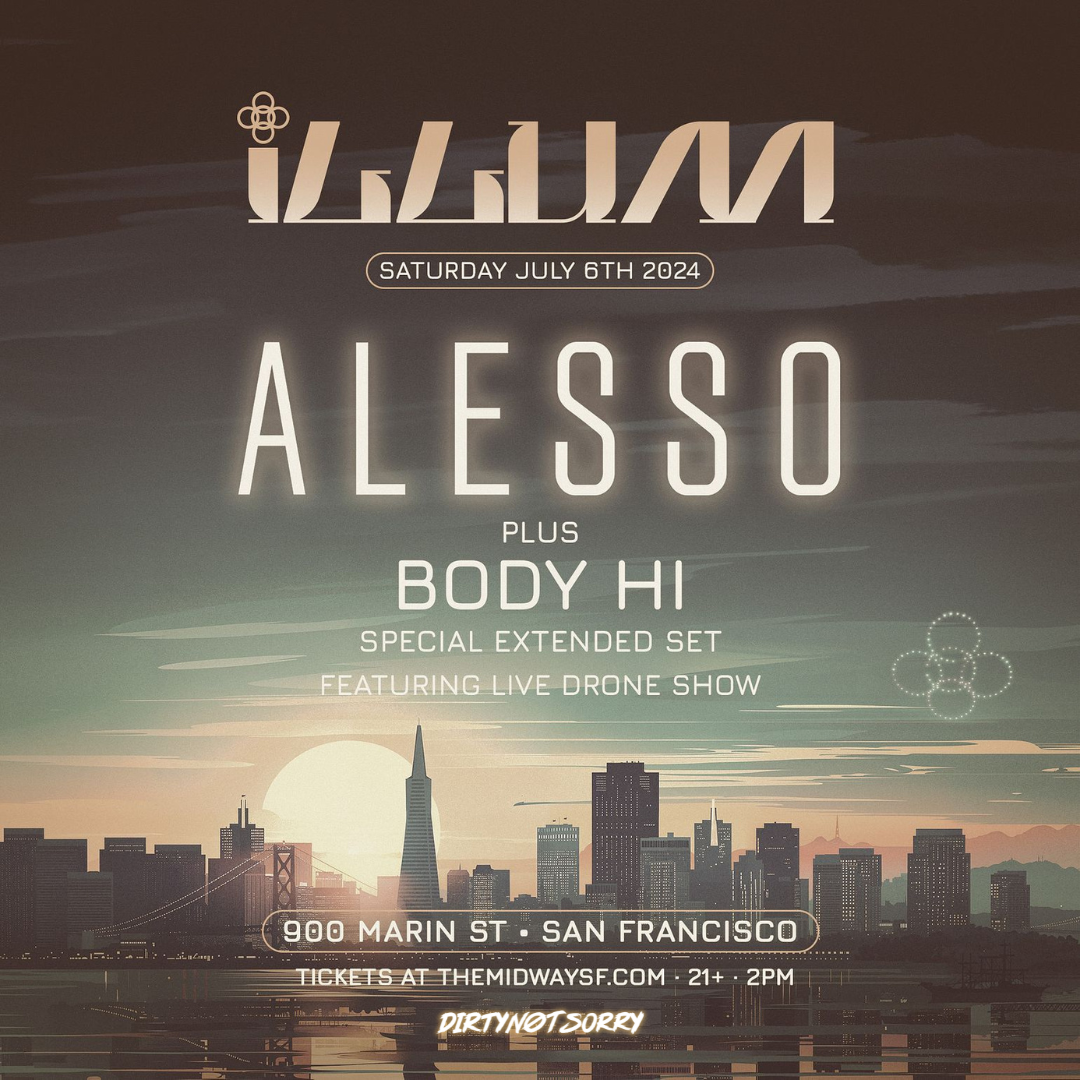 iLLUM
SATURDAY JULY 6TH 2024
ALESSO
PLUS
BODY HI
SPECIAL EXTENDED SET
FEATURING LIVE DRONE SHOW
900 MARIN ST • SAN FRANCISCO
TICKETS AT THEMIDWAYSF.COM · 21+ · 2PM
DIRTYNØTSORRY